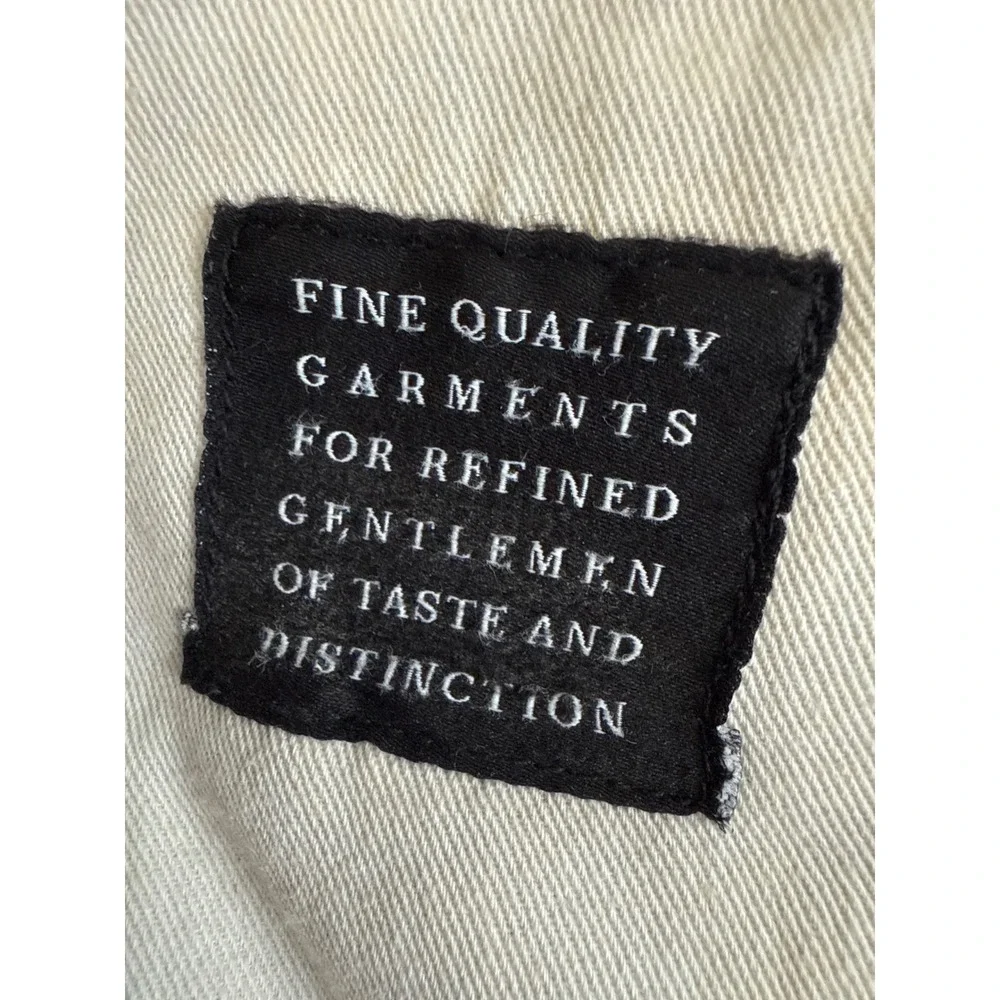 FINE QUALITY
GARMENTS
FOR REFINED
GENTLEMEN
OF TASTE AND
DISTINCTION